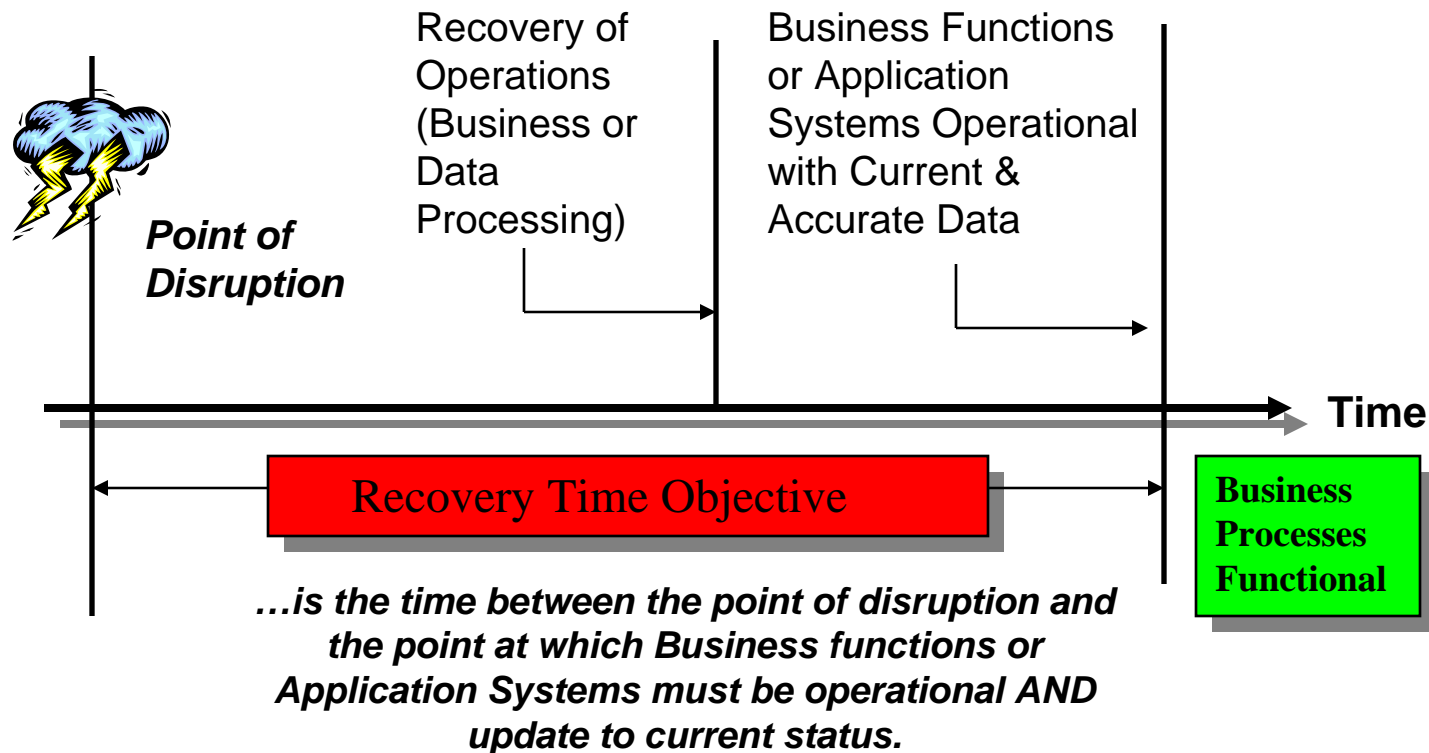 Recovery of
Operations
(Business or
Data
Processing)
Business Functions
or Application
Systems Operational
with Current &
Accurate Data
Point of
Disruption
Time
Recovery Time Objective
Business
Processes
Functional
…is the time between the point of disruption and
the point at which Business functions or
Application Systems must be operational AND
update to current status.